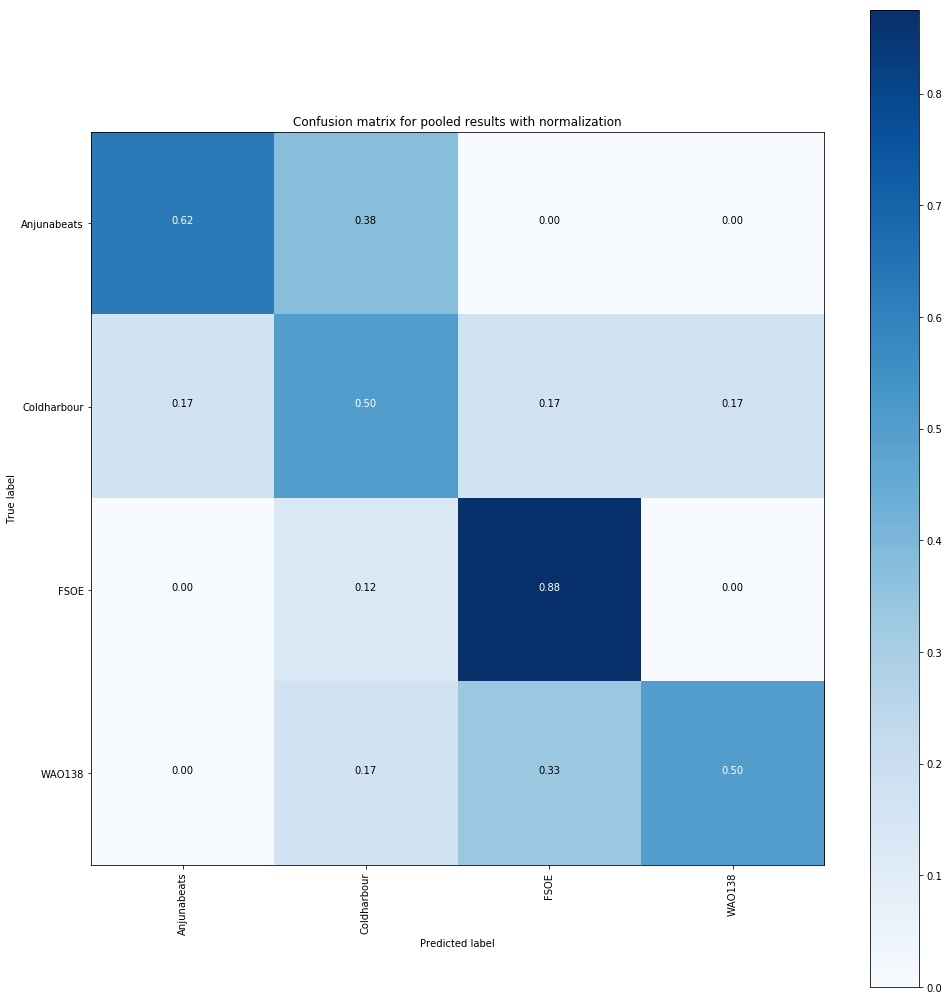 Confusion matrix for pooled results with normalization
True label
Anjunabeats
0.62 0.38 0.00 0.00
Coldharbour
0.17 0.50 0.17 0.17
FSOE
0.00 0.12 0.88 0.00
WAO138
0.00 0.17 0.33 0.50
Anjunabeats
Coldharbour
FSOE
WAO138
Predicted label
0.8
0.7
0.6
0.5
0.4
0.3
0.2
0.1
0.0